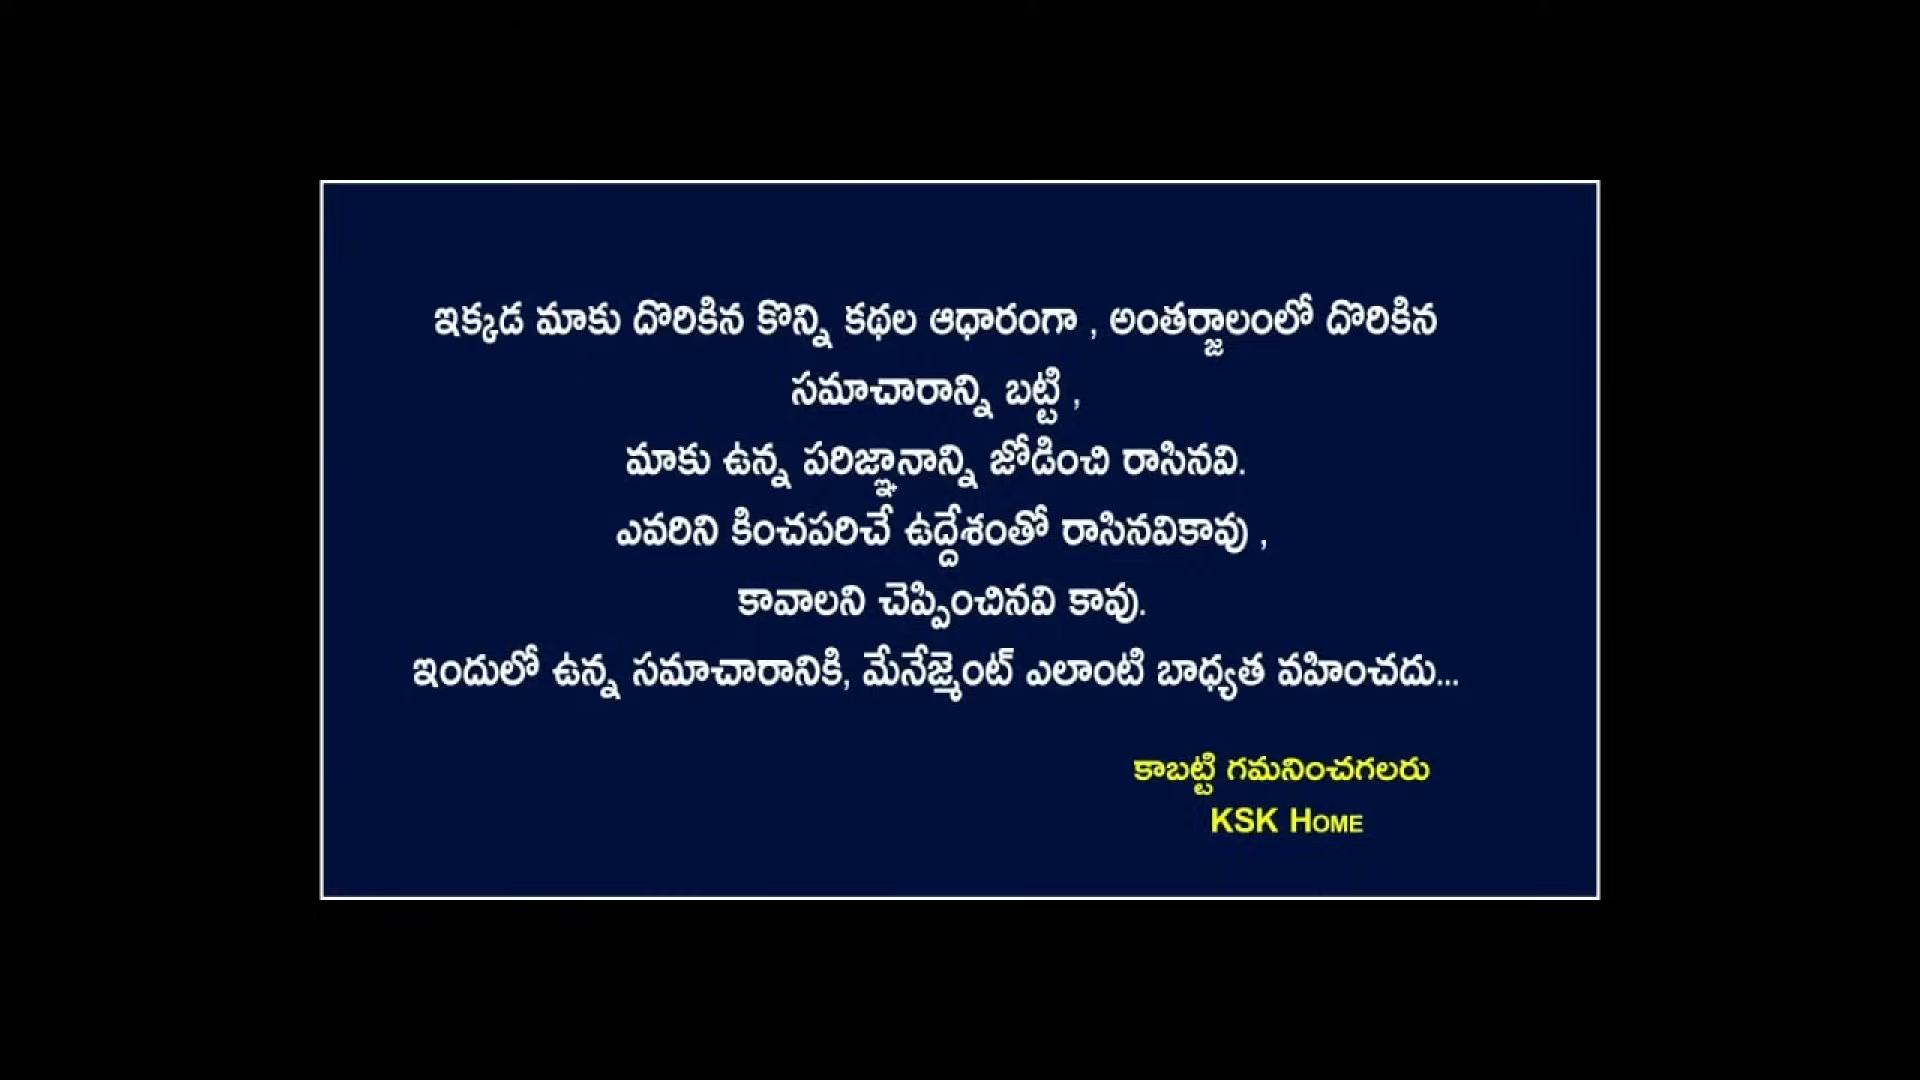 ఇక్కడ మాకు దొరికిన కొన్ని కథల ఆధారంగా , అంతర్జాలంలో దొరికిన
సమాచారాన్ని బట్టి ,
మాకు ఉన్న పరిజ్ఞానాన్ని జోడించి రాసినవి.
ఎవరిని కించపరిచే ఉద్దేశంతో రాసినవికావు ,
కావాలని చెప్పించినవి కావు.
ఇందులో ఉన్న సమాచారానికి, మేనేజ్మెంట్ ఎలాంటి బాధ్యత వహించదు...
కాబట్టి గమనించగలరు
KSK HOME